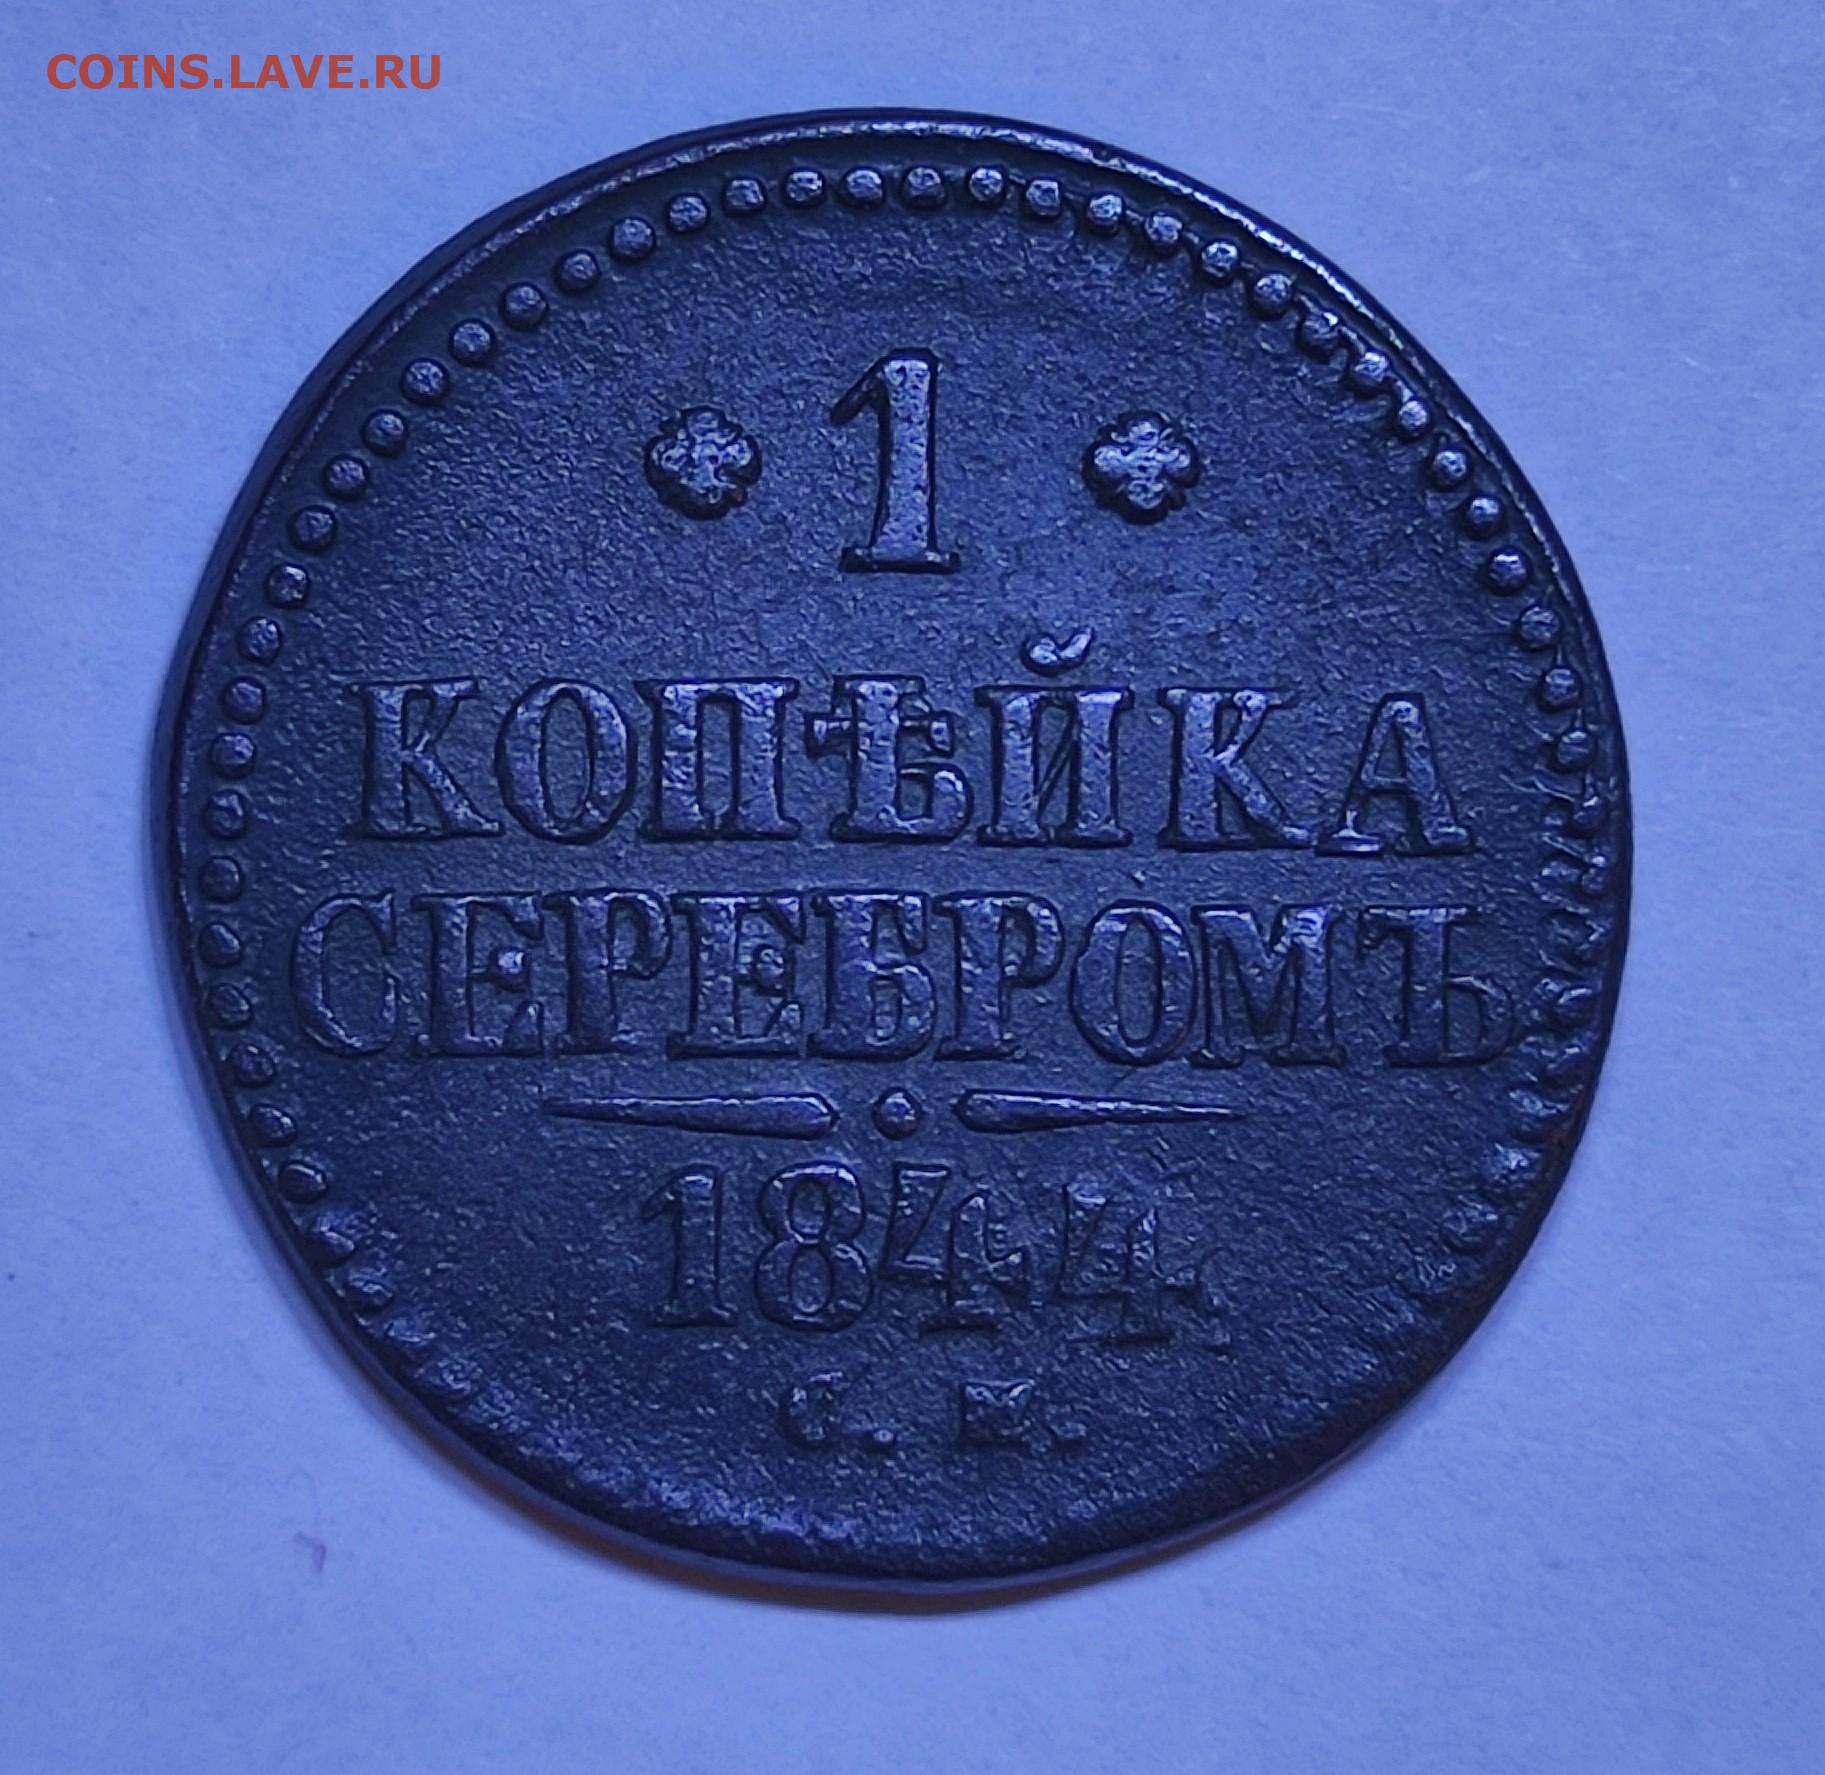 COINS.LAVE.RU
1
КОПѢЙКА
СЕРЕБРОМЪ
1844
С. М.